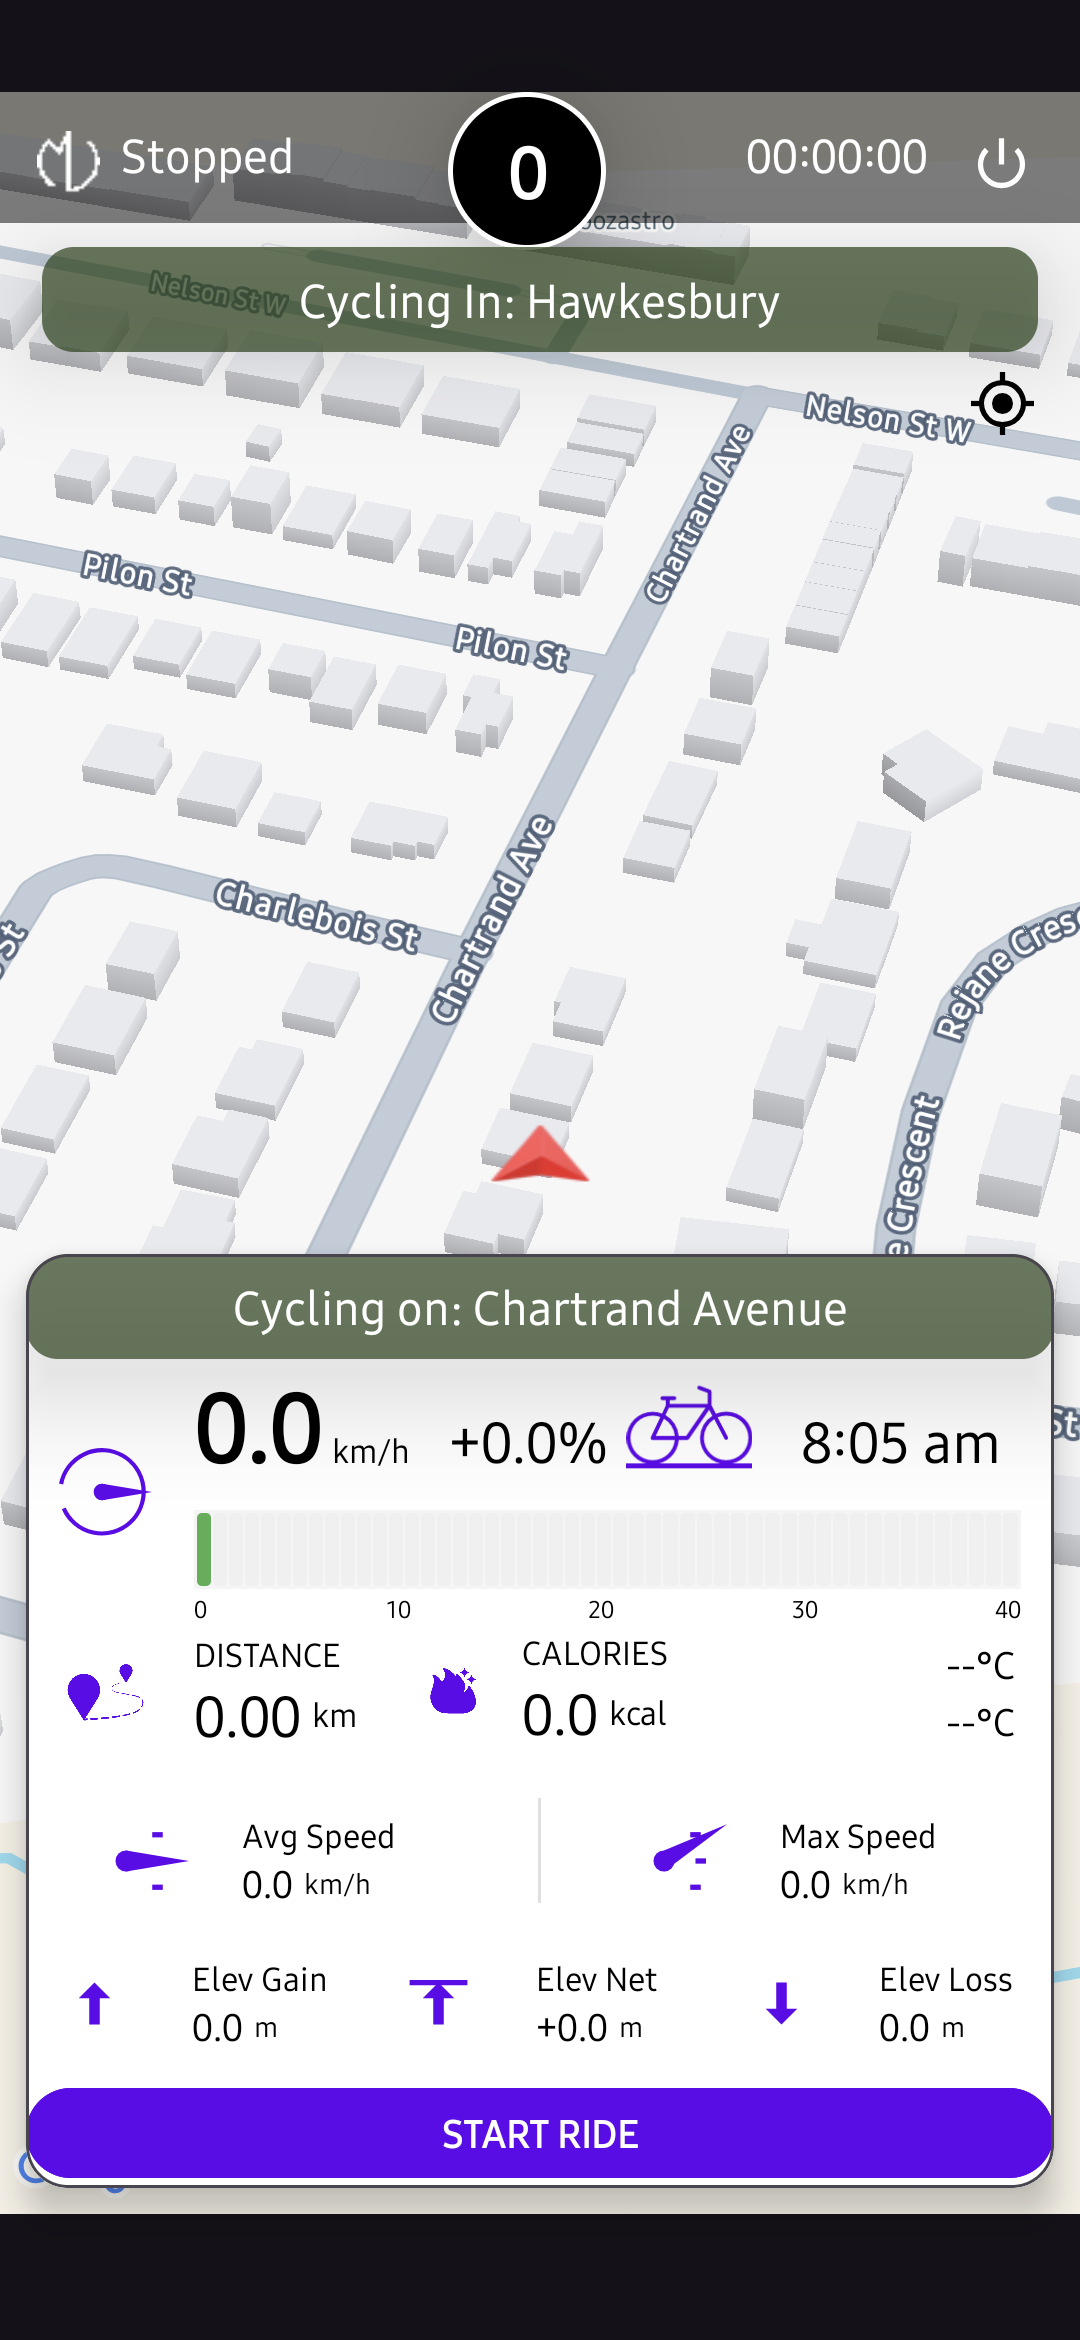 Stopped
0
00:00:00
ozastro
Nelson St W
Cycling In: Hawkesbury
Nelson St W
Chartrand Ave
Pilon St
Pilon St
Chartrand Ave
Charlebois St
St
Rejane Cresc
e Crescent
Cycling on: Chartrand Avenue
0.0 km/h +0.0% 8:05 am
St
0 10 20 30 40
DISTANCE CALORIES
0.00 km 0.0 kcal
--°C
--°C
Avg Speed Max Speed
0.0 km/h 0.0 km/h
Elev Gain Elev Net Elev Loss
0.0 m +0.0 m 0.0 m
START RIDE